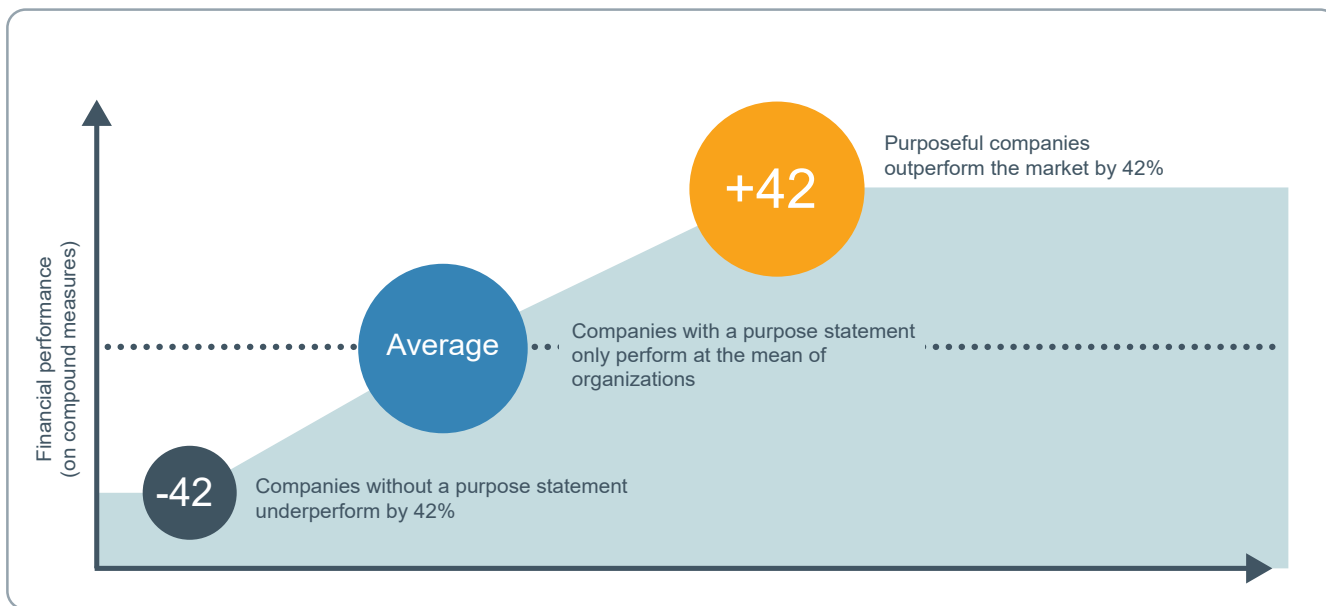 Financial performance
(on compound measures)
+42
Purposeful companies
outperform the market by 42%
Average
Companies with a purpose statement
only perform at the mean of
organizations
-42
Companies without a purpose statement
underperform by 42%